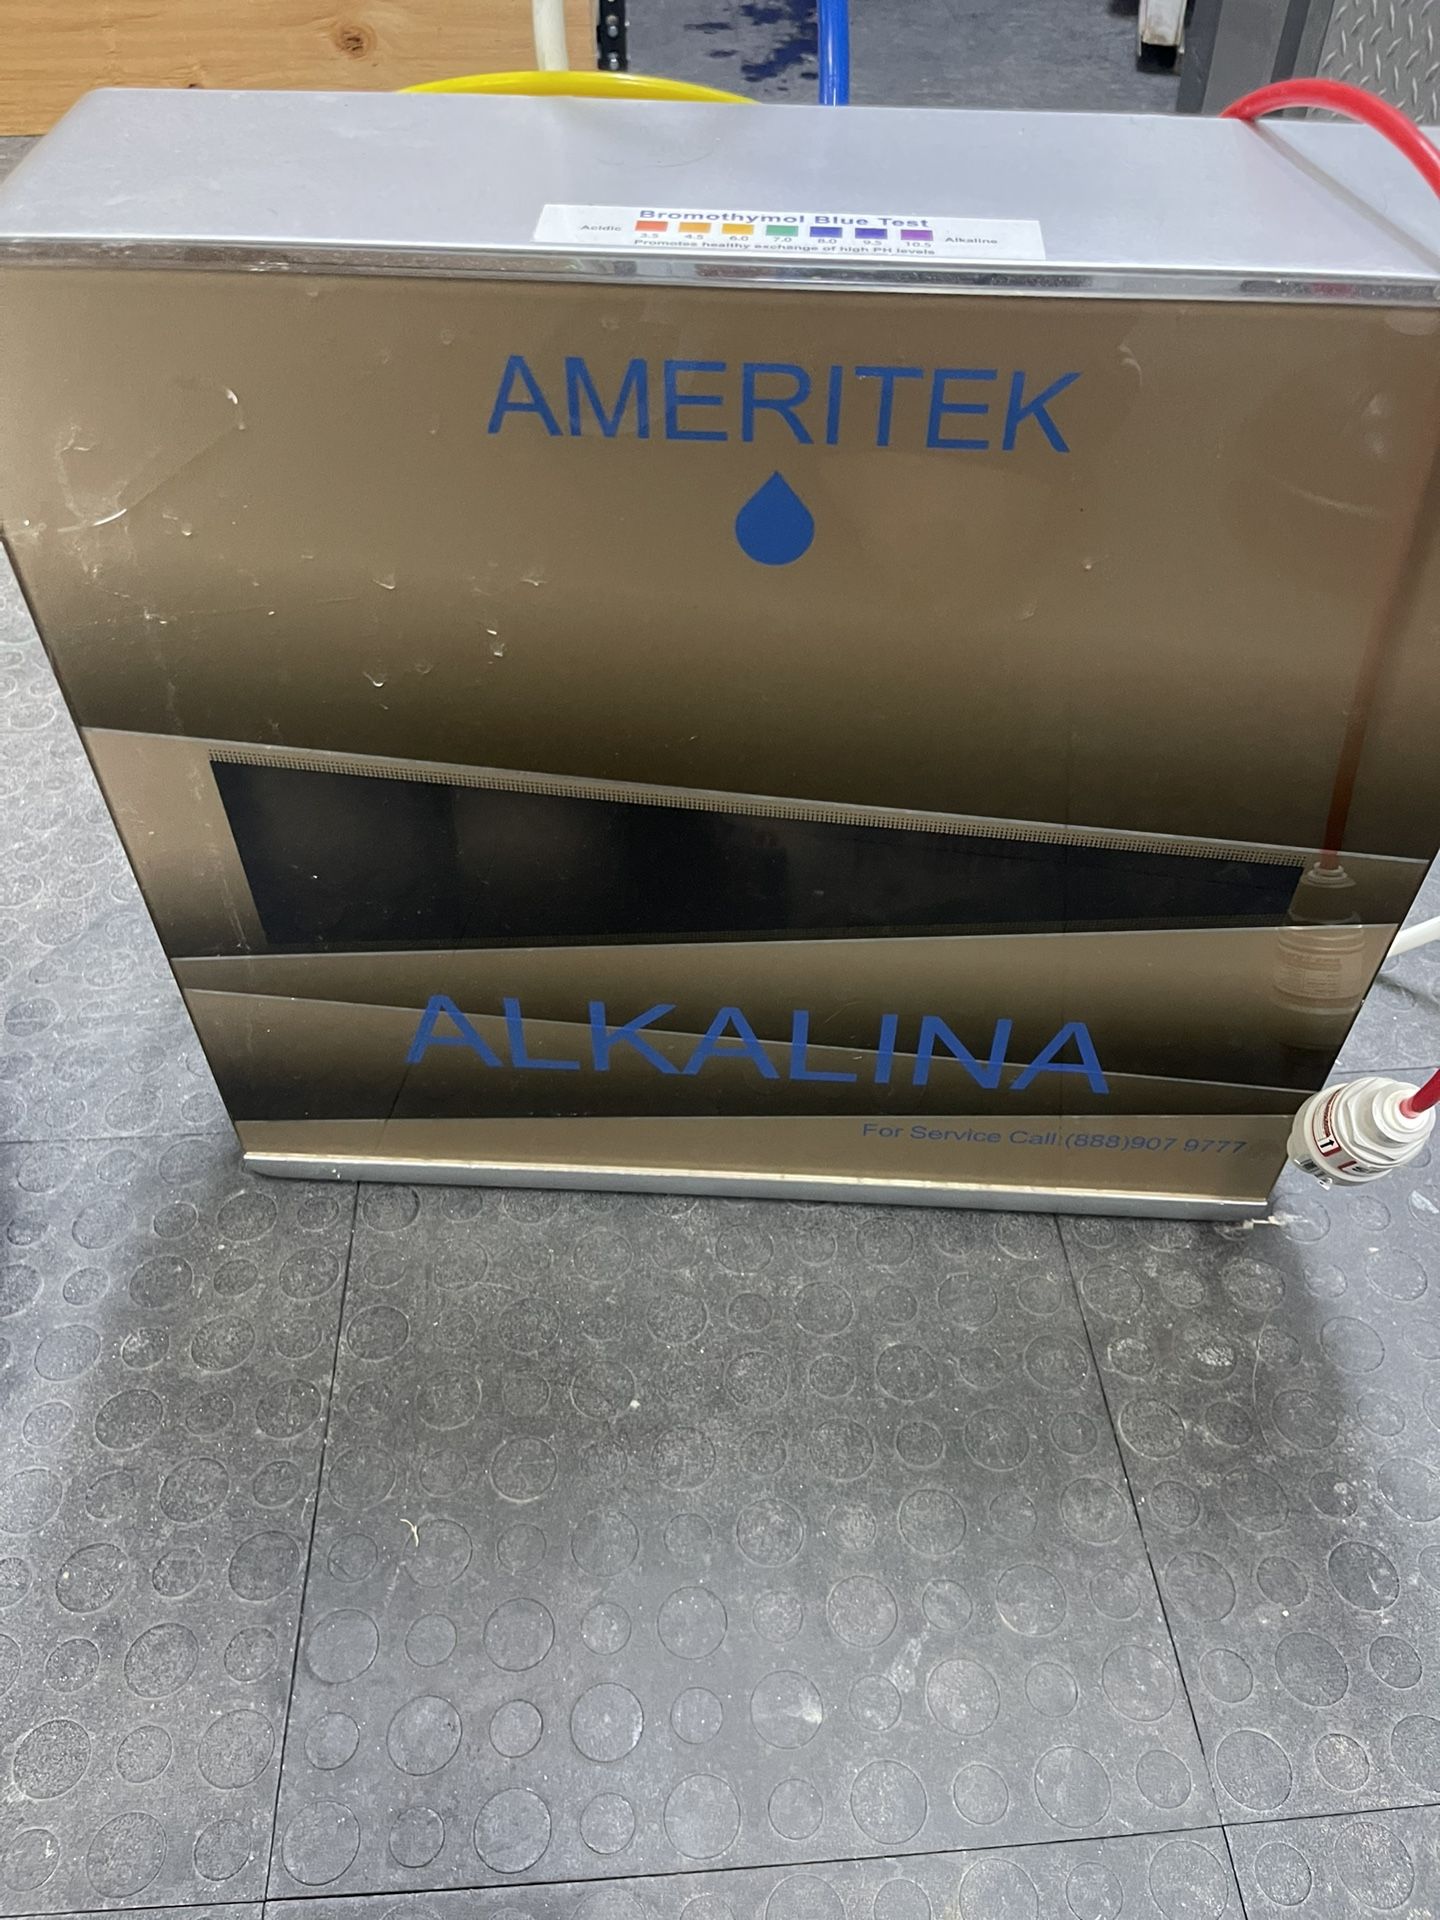 Bromothymol Blue Test
Acidic 3.5 4.5 6.0 7.0 8.0 9.5 10.5 Alkaline
Promotes healthy exchange of high PH levels
AMERITEK
ALKALINA
For Service Call:(888)907 9777